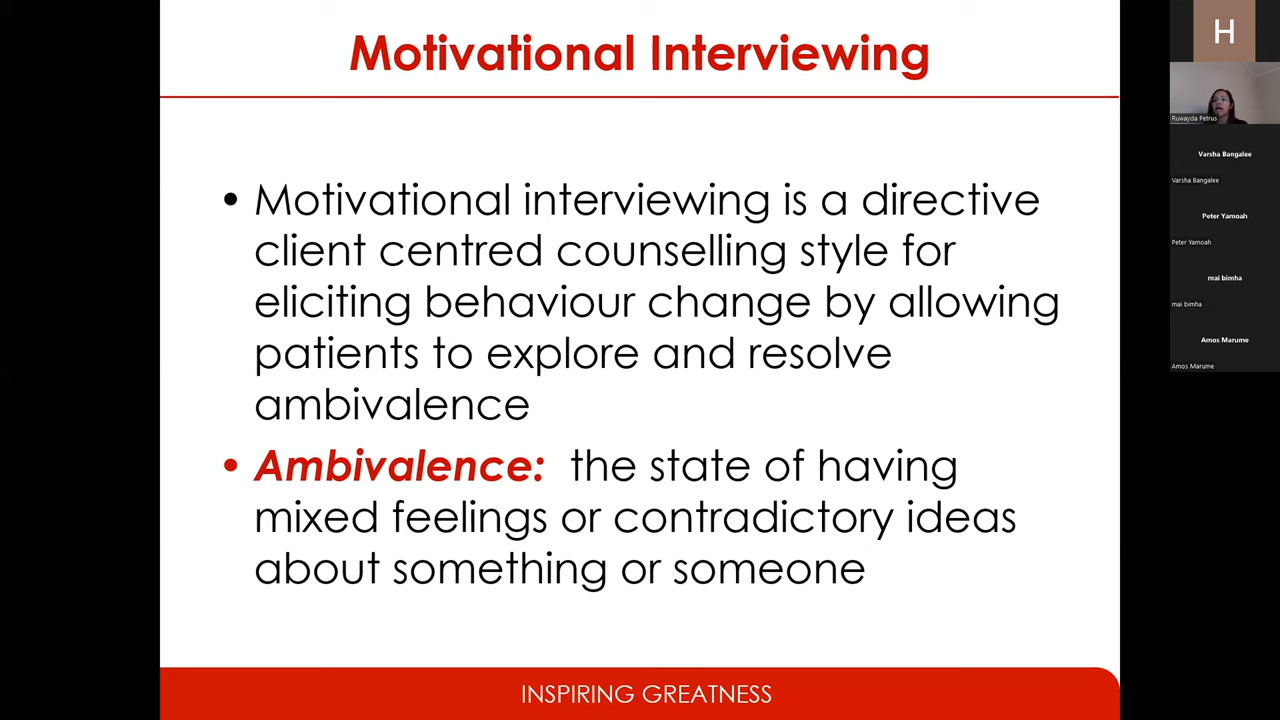 Motivational Interviewing
• Motivational interviewing is a directive
client centred counselling style for
eliciting behaviour change by allowing
patients to explore and resolve
ambivalence
• Ambivalence: the state of having
mixed feelings or contradictory ideas
about something or someone
INSPIRING GREATNESS
H
Ruwayda Petrus
Varsha Bangalee
Varsha Bangalee
Peter Yamoah
Peter Yamoah
mai bimha
mai bimha
Amos Marume
Amos Marume